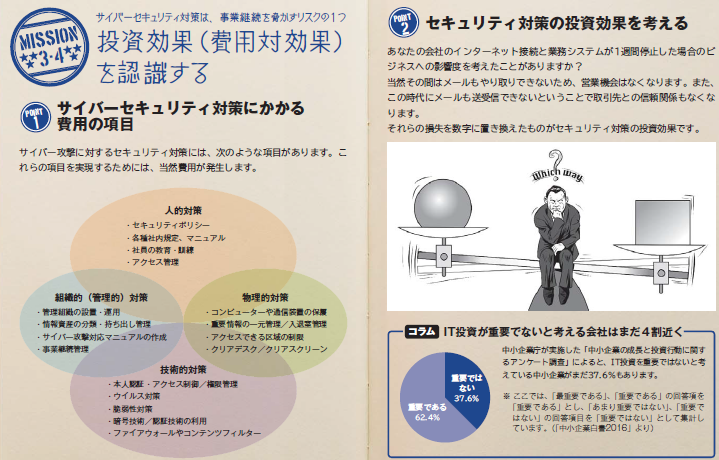 MISSION
3・4
サイバーセキュリティ対策は、事業継続を脅かすリスクの1つ
投資効果（費用対効果）
を認識する
POINT
1
サイバーセキュリティ対策にかかる
費用の項目
サイバー攻撃に対するセキュリティ対策には、次のような項目があります。こ
れらの項目を実現するためには、当然費用が発生します。
人的対策
・セキュリティポリシー
・各種社内規定、マニュアル
・社員の教育・訓練
・アクセス管理
組織的（管理的）対策
・管理組織の設置・運用
・情報資産の分類・持ち出し管理
・サイバー攻撃対応マニュアルの作成
・事業継続管理
物理的対策
・コンピューターや通信装置の保護
・重要情報の一元管理／入退室管理
・アクセスできる区域の制限
・クリアデスク／クリアスクリーン
技術的対策
・本人認証・アクセス制御／権限管理
・ウイルス対策
・脆弱性対策
・暗号技術／認証技術の利用
・ファイアウォールやコンテンツフィルター
POINT
2
セキュリティ対策の投資効果を考える
あなたの会社のインターネット接続と業務システムが1週間停止した場合のビ
ジネスへの影響度を考えたことがありますか？
当然その間はメールもやり取りできないため、営業機会はなくなります。また、
この時代にメールも送受信できないということで取引先との信頼関係もなくな
ります。
それらの損失を数字に置き換えたものがセキュリティ対策の投資効果です。
?
Which way
コラム IT投資が重要でないと考える会社はまだ4割近く
重要では
ない
37.6%
重要である
62.4%
中小企業庁が実施した「中小企業の成長と投資行動に関す
るアンケート調査」によると、IT投資を重要ではないと考
えている中小企業がまだ37.6%もあります。
※ ここでは、「最重要である」、「重要である」の回答項を
「重要である」とし、「あまり重要ではない」、「重要で
はない」の回答項目を「重要ではない」として集計し
ています。（「中小企業白書2016」より）